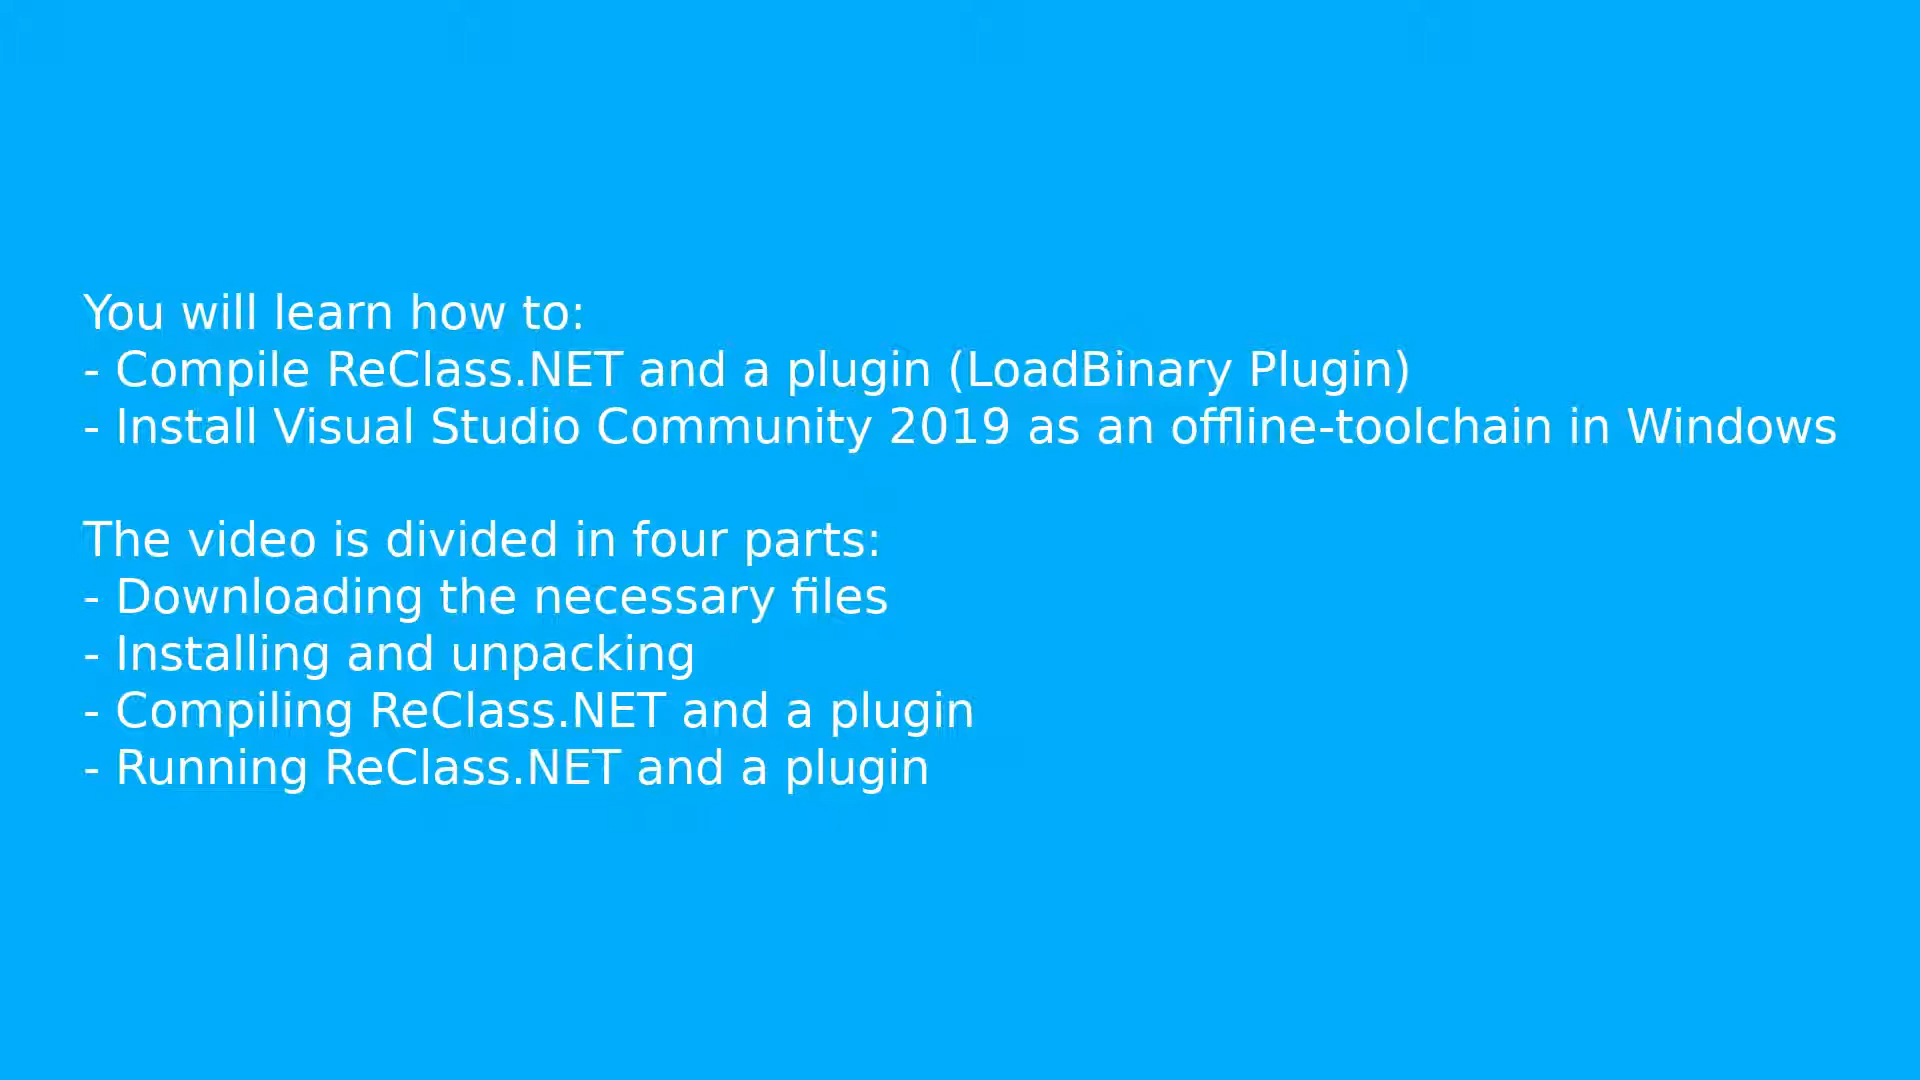 You will learn how to:
- Compile ReClass.NET and a plugin (LoadBinary Plugin)
- Install Visual Studio Community 2019 as an offline-toolchain in Windows
The video is divided in four parts:
- Downloading the necessary files
- Installing and unpacking
- Compiling ReClass.NET and a plugin
- Running ReClass.NET and a plugin